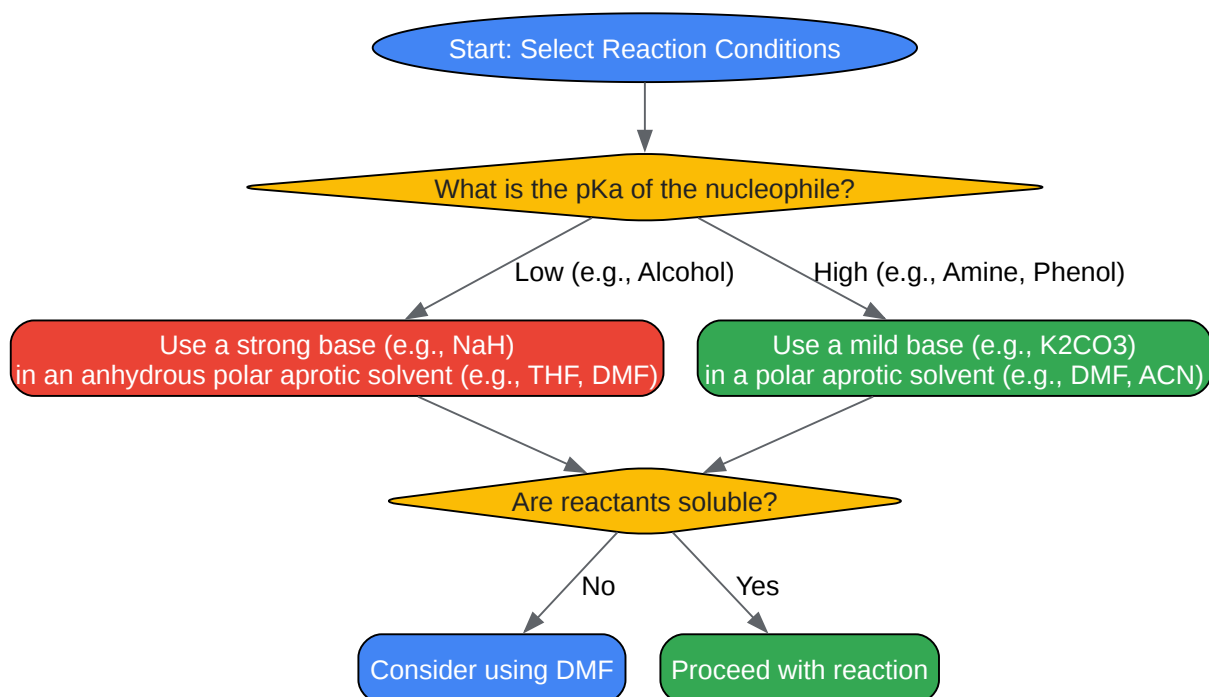 Start: Select Reaction Conditions
What is the pKa of the nucleophile?
Low (e.g., Alcohol)
High (e.g., Amine, Phenol)
Use a strong base (e.g., NaH)
in an anhydrous polar aprotic solvent (e.g., THF, DMF)
Use a mild base (e.g., K2CO3)
in a polar aprotic solvent (e.g., DMF, ACN)
Are reactants soluble?
No
Yes
Consider using DMF
Proceed with reaction